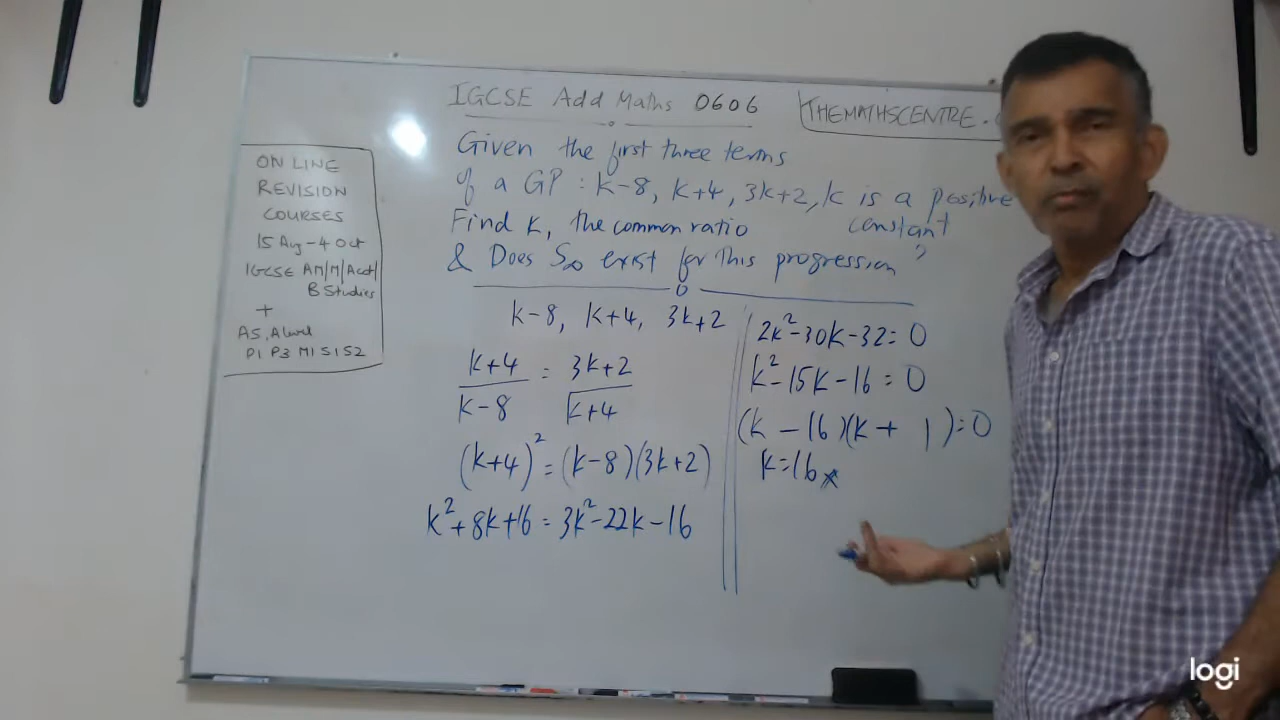 IGCSE Add Maths 0606
THEMATHSCENTRE.
Given the first three terms
of a GP : k-8, k+4, 3k+2, k is a positive
constant
Find k, the common ratio
& Does S∞ exist for this progression ?
ON LINE
REVISION
COURSES
15 Aug - 4 Oct
IGCSE AM/M/Acct/
B Studies
+
AS, A level
P1 P3 M1 S1 S2
k-8, k+4, 3k+2
k+4/k-8 = 3k+2/k+4
(k+4)² = (k-8)(3k+2)
k²+8k+16 = 3k²-22k-16
2k²-30k-32=0
k²-15k-16=0
(k-16)(k+1)=0
k=16
logi